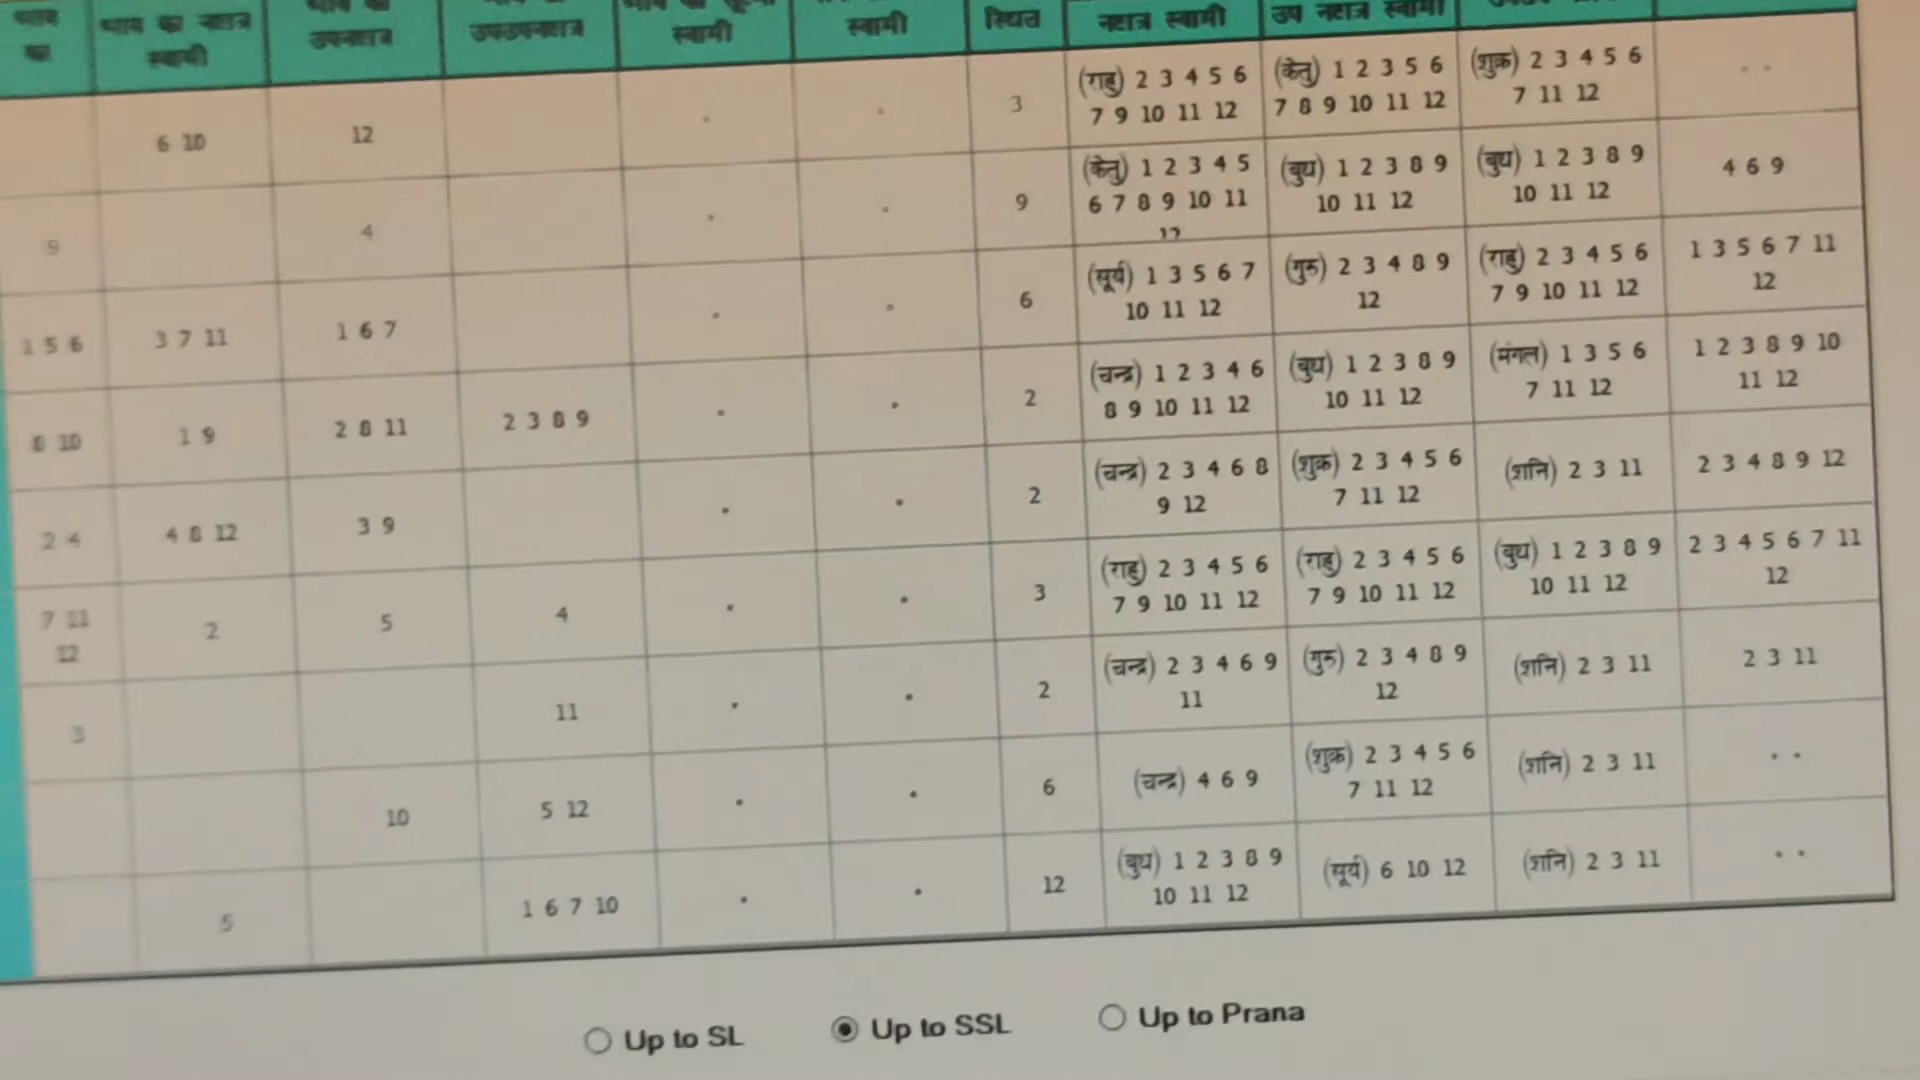 भाव का
भाव का नक्षत्र स्वामी
उपनक्षत्र
उपउपनक्षत्र
स्वामी
स्वामी
स्थित
नक्षत्र स्वामी
उप नक्षत्र स्वामी
6 10
12
3
(राहु) 2 3 4 5 6
7 9 10 11 12
(केतु) 1 2 3 5 6
7 8 9 10 11 12
(शुक्र) 2 3 4 5 6
7 11 12
9
4
9
(केतु) 1 2 3 4 5
6 7 8 9 10 11
12
(बुध) 1 2 3 8 9
10 11 12
(बुध) 1 2 3 8 9
10 11 12
4 6 9
1 5 6
3 7 11
1 6 7
6
(सूर्य) 1 3 5 6 7
10 11 12
(गुरु) 2 3 4 8 9
12
(राहु) 2 3 4 5 6
7 9 10 11 12
1 3 5 6 7 11
12
8 10
1 9
2 8 11
2 3 8 9
2
(चन्द्र) 1 2 3 4 6
8 9 10 11 12
(बुध) 1 2 3 8 9
10 11 12
(मंगल) 1 3 5 6
7 11 12
1 2 3 8 9 10
11 12
2 4
4 8 12
3 9
2
(चन्द्र) 2 3 4 6 8
9 12
(शुक्र) 2 3 4 5 6
7 11 12
(शनि) 2 3 11
2 3 4 8 9 12
7 11
12
2
5
4
3
(राहु) 2 3 4 5 6
7 9 10 11 12
(राहु) 2 3 4 5 6
7 9 10 11 12
(बुध) 1 2 3 8 9
10 11 12
2 3 4 5 6 7 11
12
3
11
2
(चन्द्र) 2 3 4 6 9
11
(गुरु) 2 3 4 8 9
12
(शनि) 2 3 11
2 3 11
10
5 12
6
(चन्द्र) 4 6 9
(शुक्र) 2 3 4 5 6
7 11 12
(शनि) 2 3 11
5
1 6 7 10
12
(बुध) 1 2 3 8 9
10 11 12
(सूर्य) 6 10 12
(शनि) 2 3 11
Up to SL
Up to SSL
Up to Prana